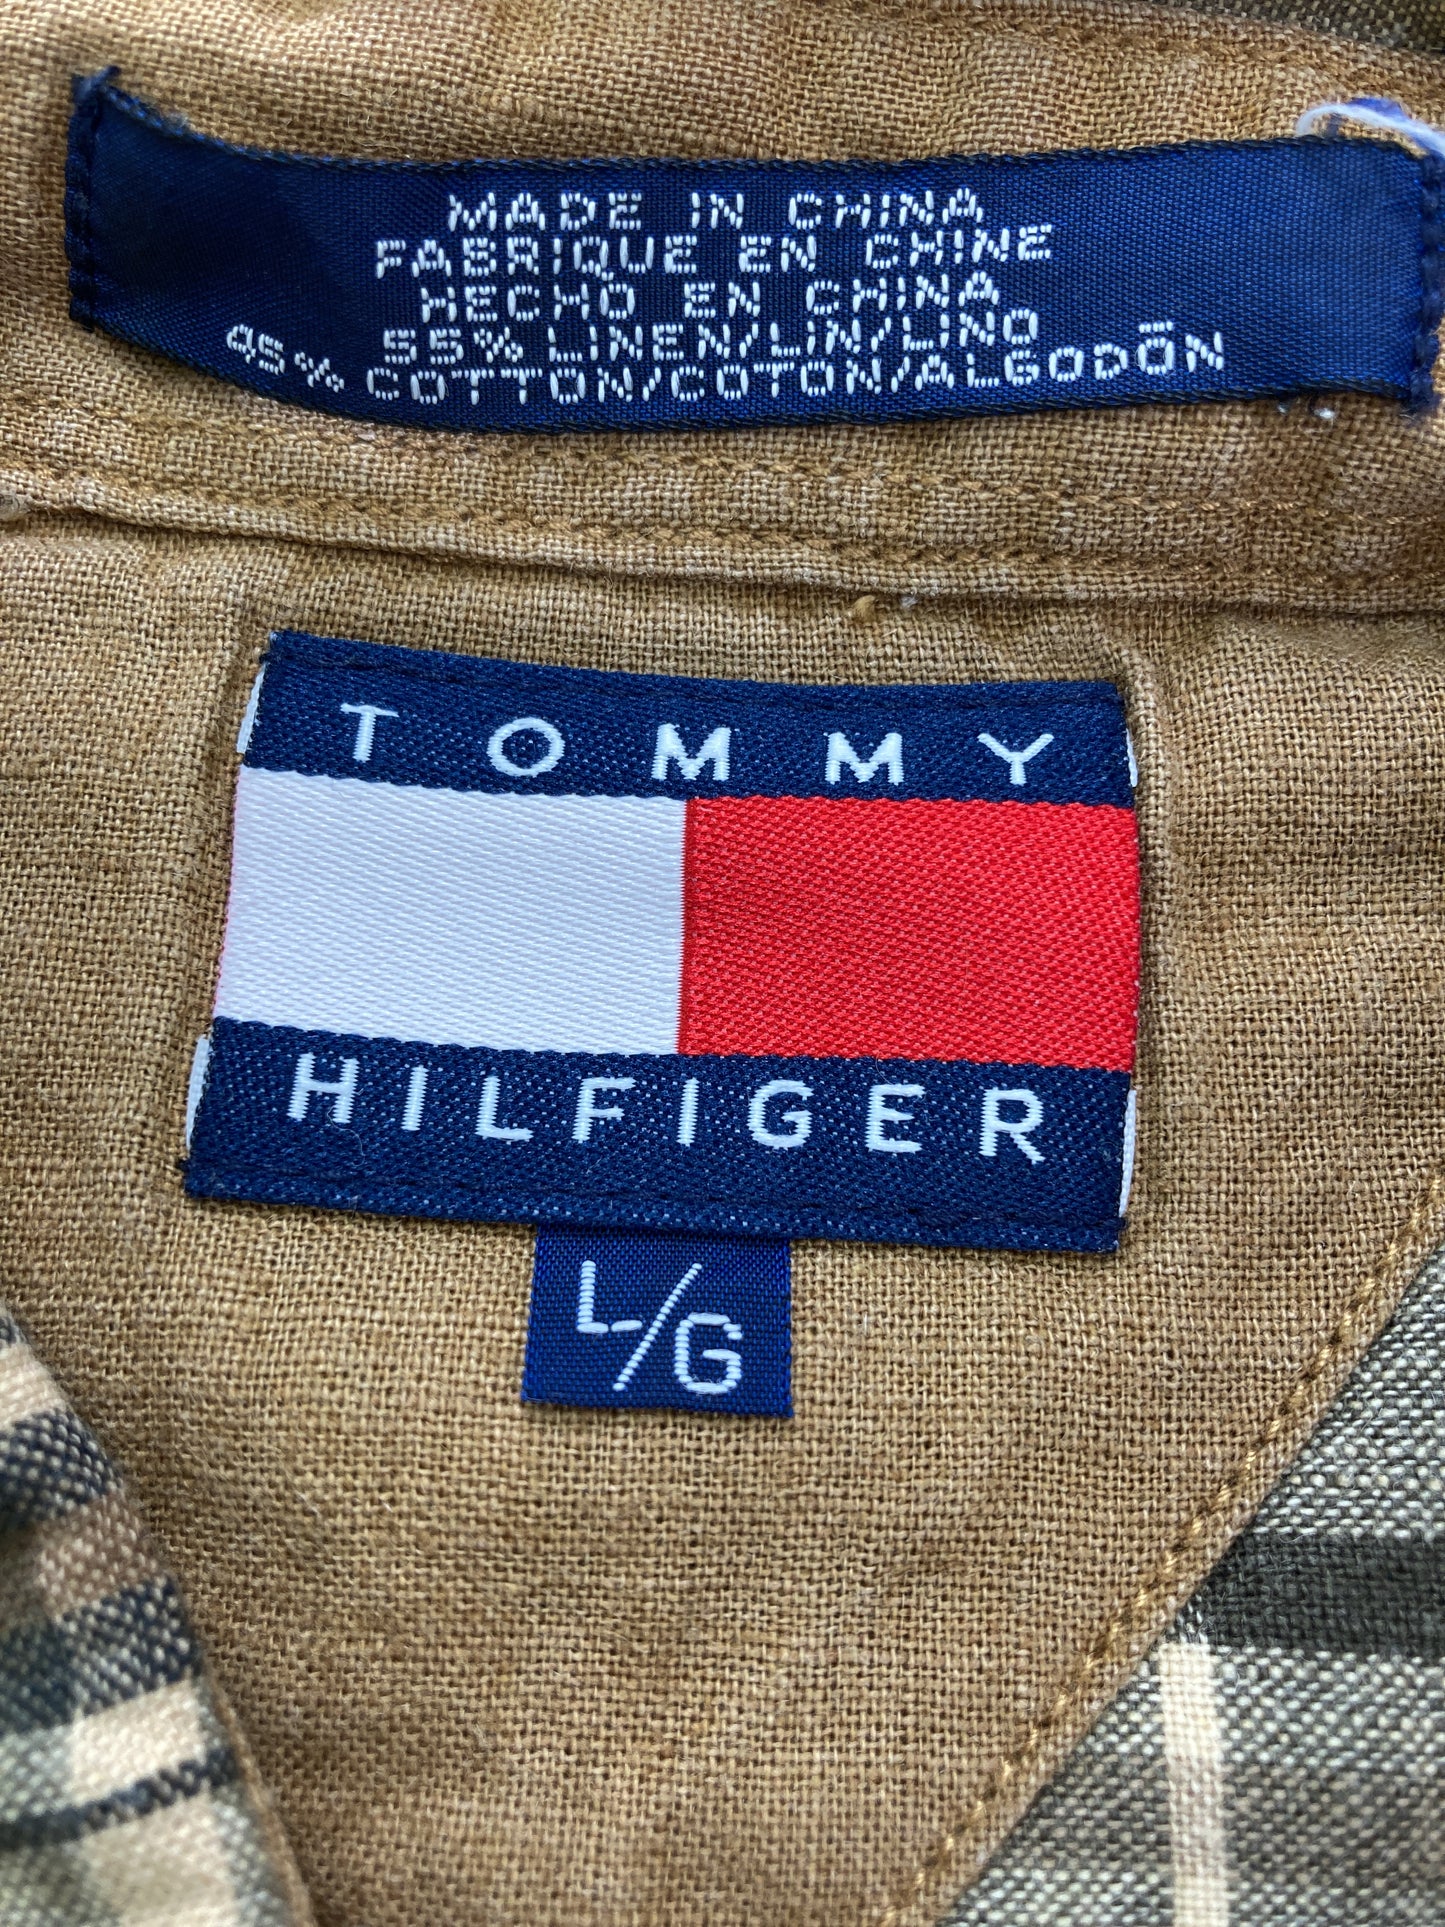 MADE IN CHINA
FABRIQUE EN CHINE
HECHO EN CHINA
55% LINEN/LIN/LINO
45% COTTON/COTON/ALGODÓN
TOMMY
HILFIGER
L/G